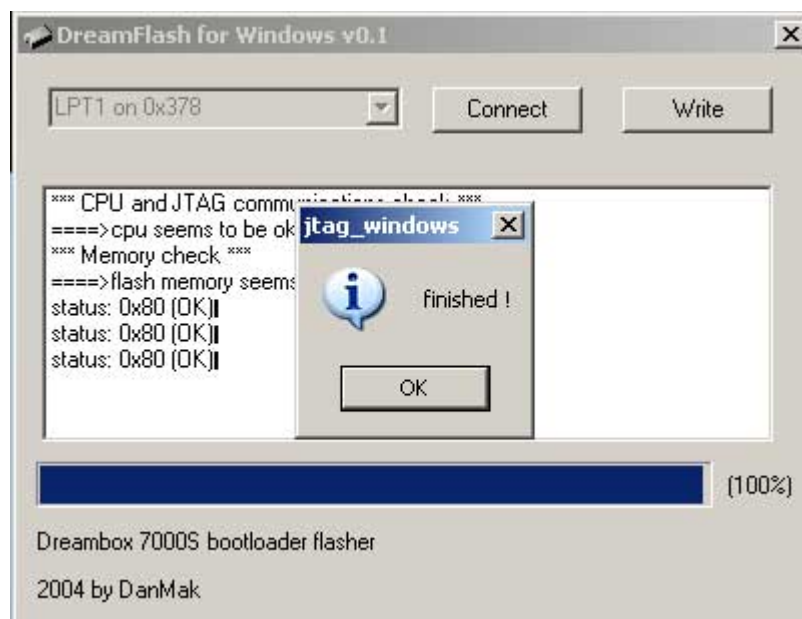 DreamFlash for Windows v0.1
LPT1 on 0x378
Connect
Write
*** CPU and JTAG check ***
====>cpu seems to be ok
*** Memory check ***
====>flash memory seems
status: 0x80 (OK)
status: 0x80 (OK)
status: 0x80 (OK)
jtag_windows
finished !
OK
(100%)
Dreambox 7000S bootloader flasher
2004 by DanMak